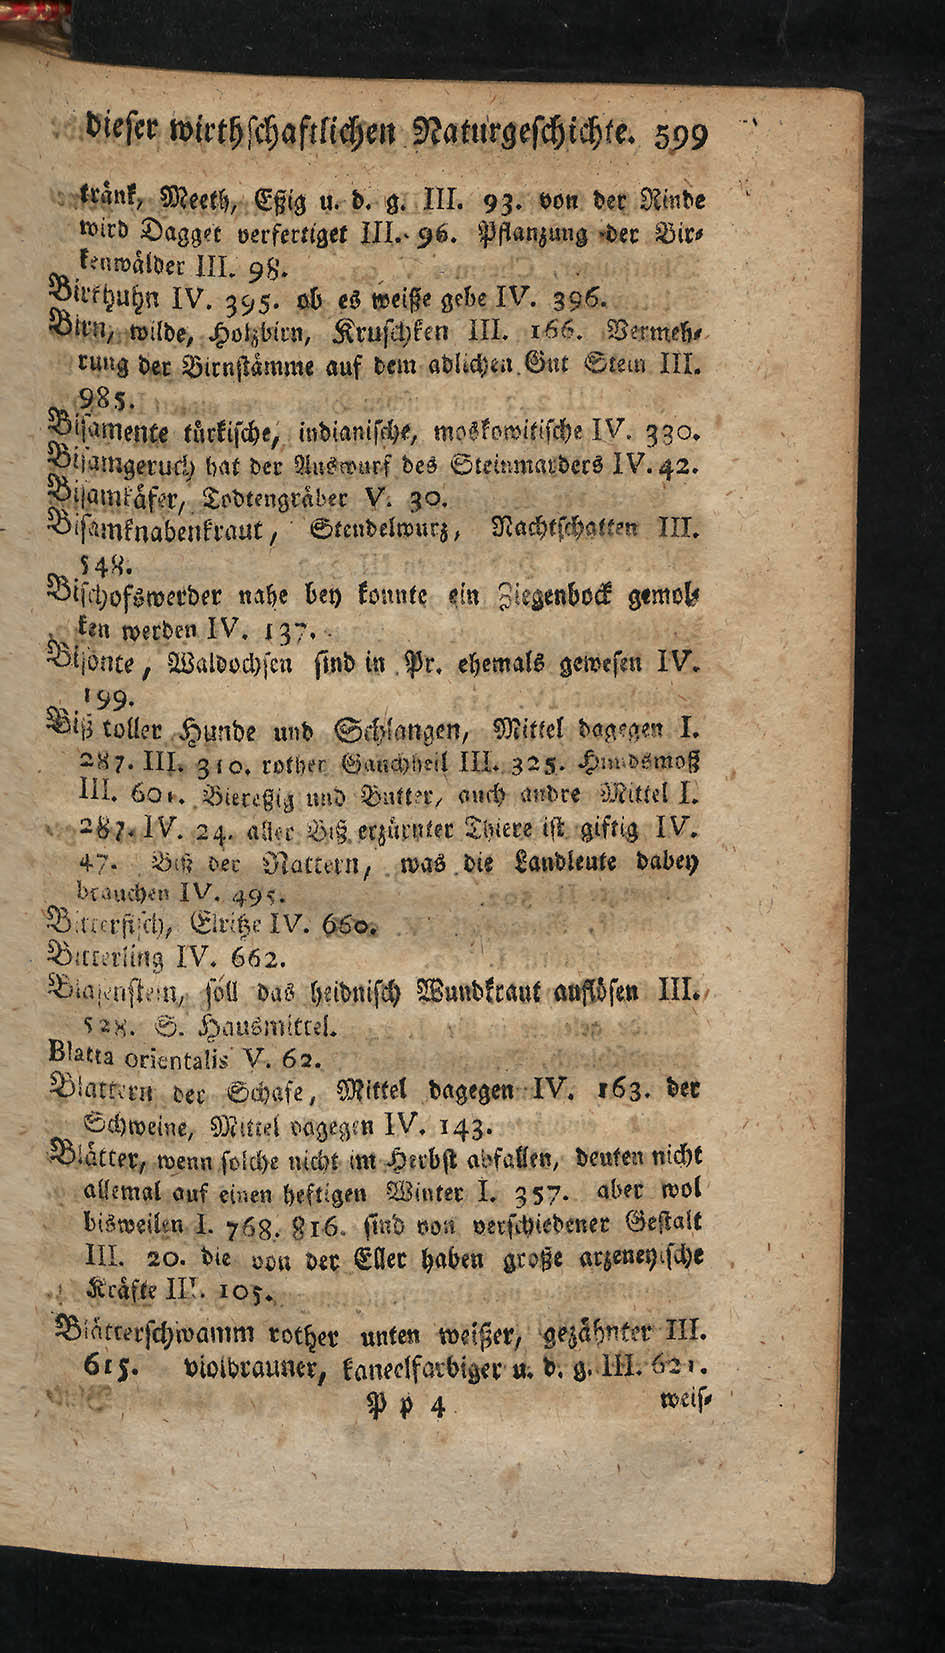 dieser wirthschaftlichen Naturgeschichte. 599
tränk, Meeth, Eßig u. d. g. III. 93. von der Rinde
wird Dagget verfertiget III. 96. Pflanzung der Bir⸗
kenwälder III. 98.
Birkhuhn IV. 395. ob es weiße gebe IV. 396.
Birn, wilde, Holzbirn, Kruschken III. 166. Vermeh⸗
rung der Birnstämme auf dem adlichen Gut Stein III.
985.
Bisamente türkische, indianische, moskowitische IV. 330.
Bisamgeruch hat der Auswurf des Steinmarders IV. 42.
Bisamkäfer, Todtengräber V. 30.
Bisamknabenkraut, Stendelwurz, Nachtschatten III.
548.
Bischofswerder nahe bey konnte ein Ziegenbock gemol⸗
ken werden IV. 137.
Bisonte, Waldochsen sind in Pr. ehemals gewesen IV.
199.
Biß toller Hunde und Schlangen, Mittel dagegen I.
287. III. 310. rother Gauchheil III. 325. Hundsmoß
III. 601. Biereßig und Butter, auch andre Mittel I.
287. IV. 24. aller Biß erzürnter Thiere ist giftig IV.
47. Biß der Nattern, was die Landleute dabey
brauchen IV. 495.
Bitterfisch, Elritze IV. 660.
Bitterling IV. 662.
Blasenstein, soll das heidnisch Wundkraut auflösen III.
528. S. Hausmittel.
Blatta orientalis V. 62.
Blattern der Schafe, Mittel dagegen IV. 163. der
Schweine, Mittel dagegen IV. 143.
Blätter, wenn solche nicht im Herbst abfallen, deuten nicht
allemal auf einen heftigen Winter I. 357. aber wol
bisweilen I. 768. 816. sind von verschiedener Gestalt
III. 20. die von der Eller haben große arzeneyische
Kräfte III. 105.
Blätterschwamm rother unten weißer, gezähnter III.
615. violbrauner, kaneelfarbiger u. d. g. III. 621.
P p 4 weis⸗